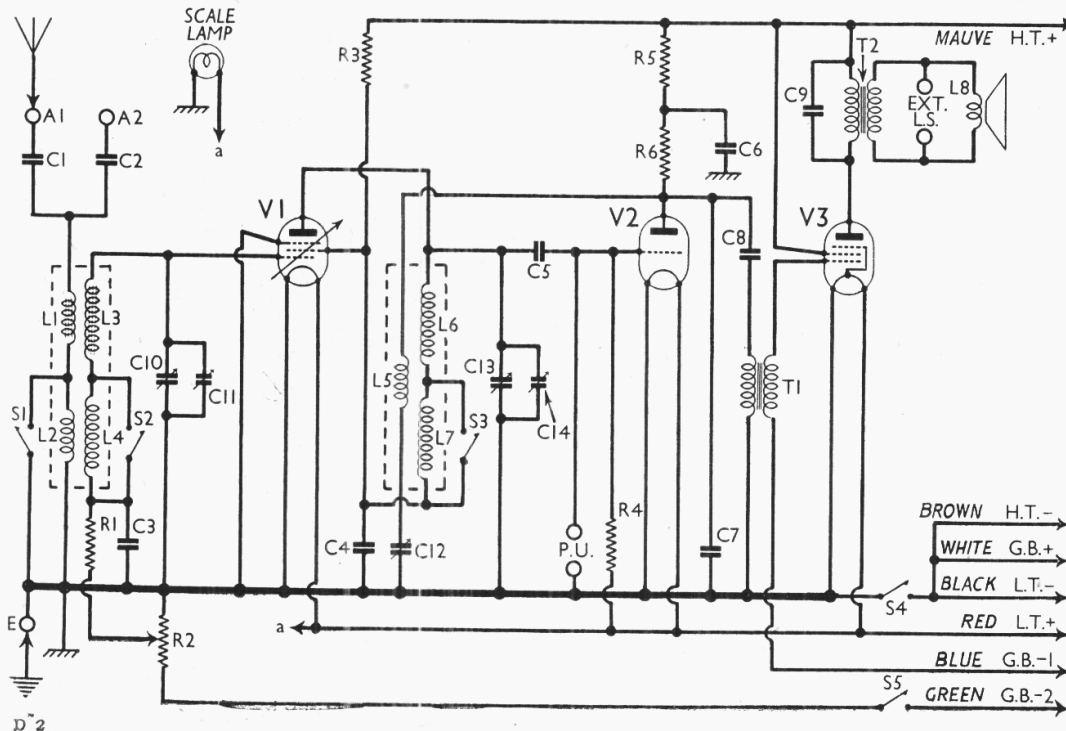 SCALE
LAMP
a
A1
A2
C1
C2
R3
R5
R6
C6
MAUVE H.T.+
T2
C9
EXT.
L.S.
L8
V1
V2
V3
C5
C8
L1
L3
C10
C11
S1
S2
L2
L4
L5
L6
L7
S3
C13
C14
T1
R1
C3
C4
C12
P.U.
R4
C7
BROWN H.T.-
WHITE G.B.+
BLACK L.T.-
S4
E
R2
a
RED L.T.+
BLUE G.B.-1
S5
GREEN G.B.-2
D~2